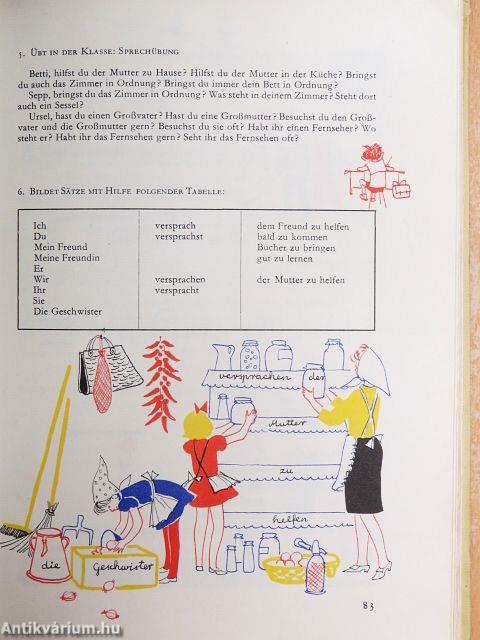 5. Übt in der Klasse: Sprechübung
Betti, hilfst du der Mutter zu Hause? Hilfst du der Mutter in der Küche? Bringst
du auch das Zimmer in Ordnung? Bringst du immer dein Bett in Ordnung?
Sepp, bringst du das Zimmer in Ordnung? Was steht in deinem Zimmer? Steht dort
auch ein Sessel?
Ursel, hast du einen Großvater? Hast du eine Großmutter? Besuchst du den Groß-
vater und die Großmutter gern? Besuchst du sie oft? Habt ihr einen Fernseher? Wo
steht er? Habt ihr das Fernsehen gern? Seht ihr das Fernsehen oft?
6. Bildet Sätze mit Hilfe folgender Tabelle:
Ich versprach dem Freund zu helfen
Du versprachst bald zu kommen
Mein Freund Bücher zu bringen
Meine Freundin gut zu lernen
Er
Wir versprachen der Mutter zu helfen
Ihr verspracht
Sie
Die Geschwister
versprachen der
Mutter
zu
helfen
die Geschwister
83
Antikvárium.hu